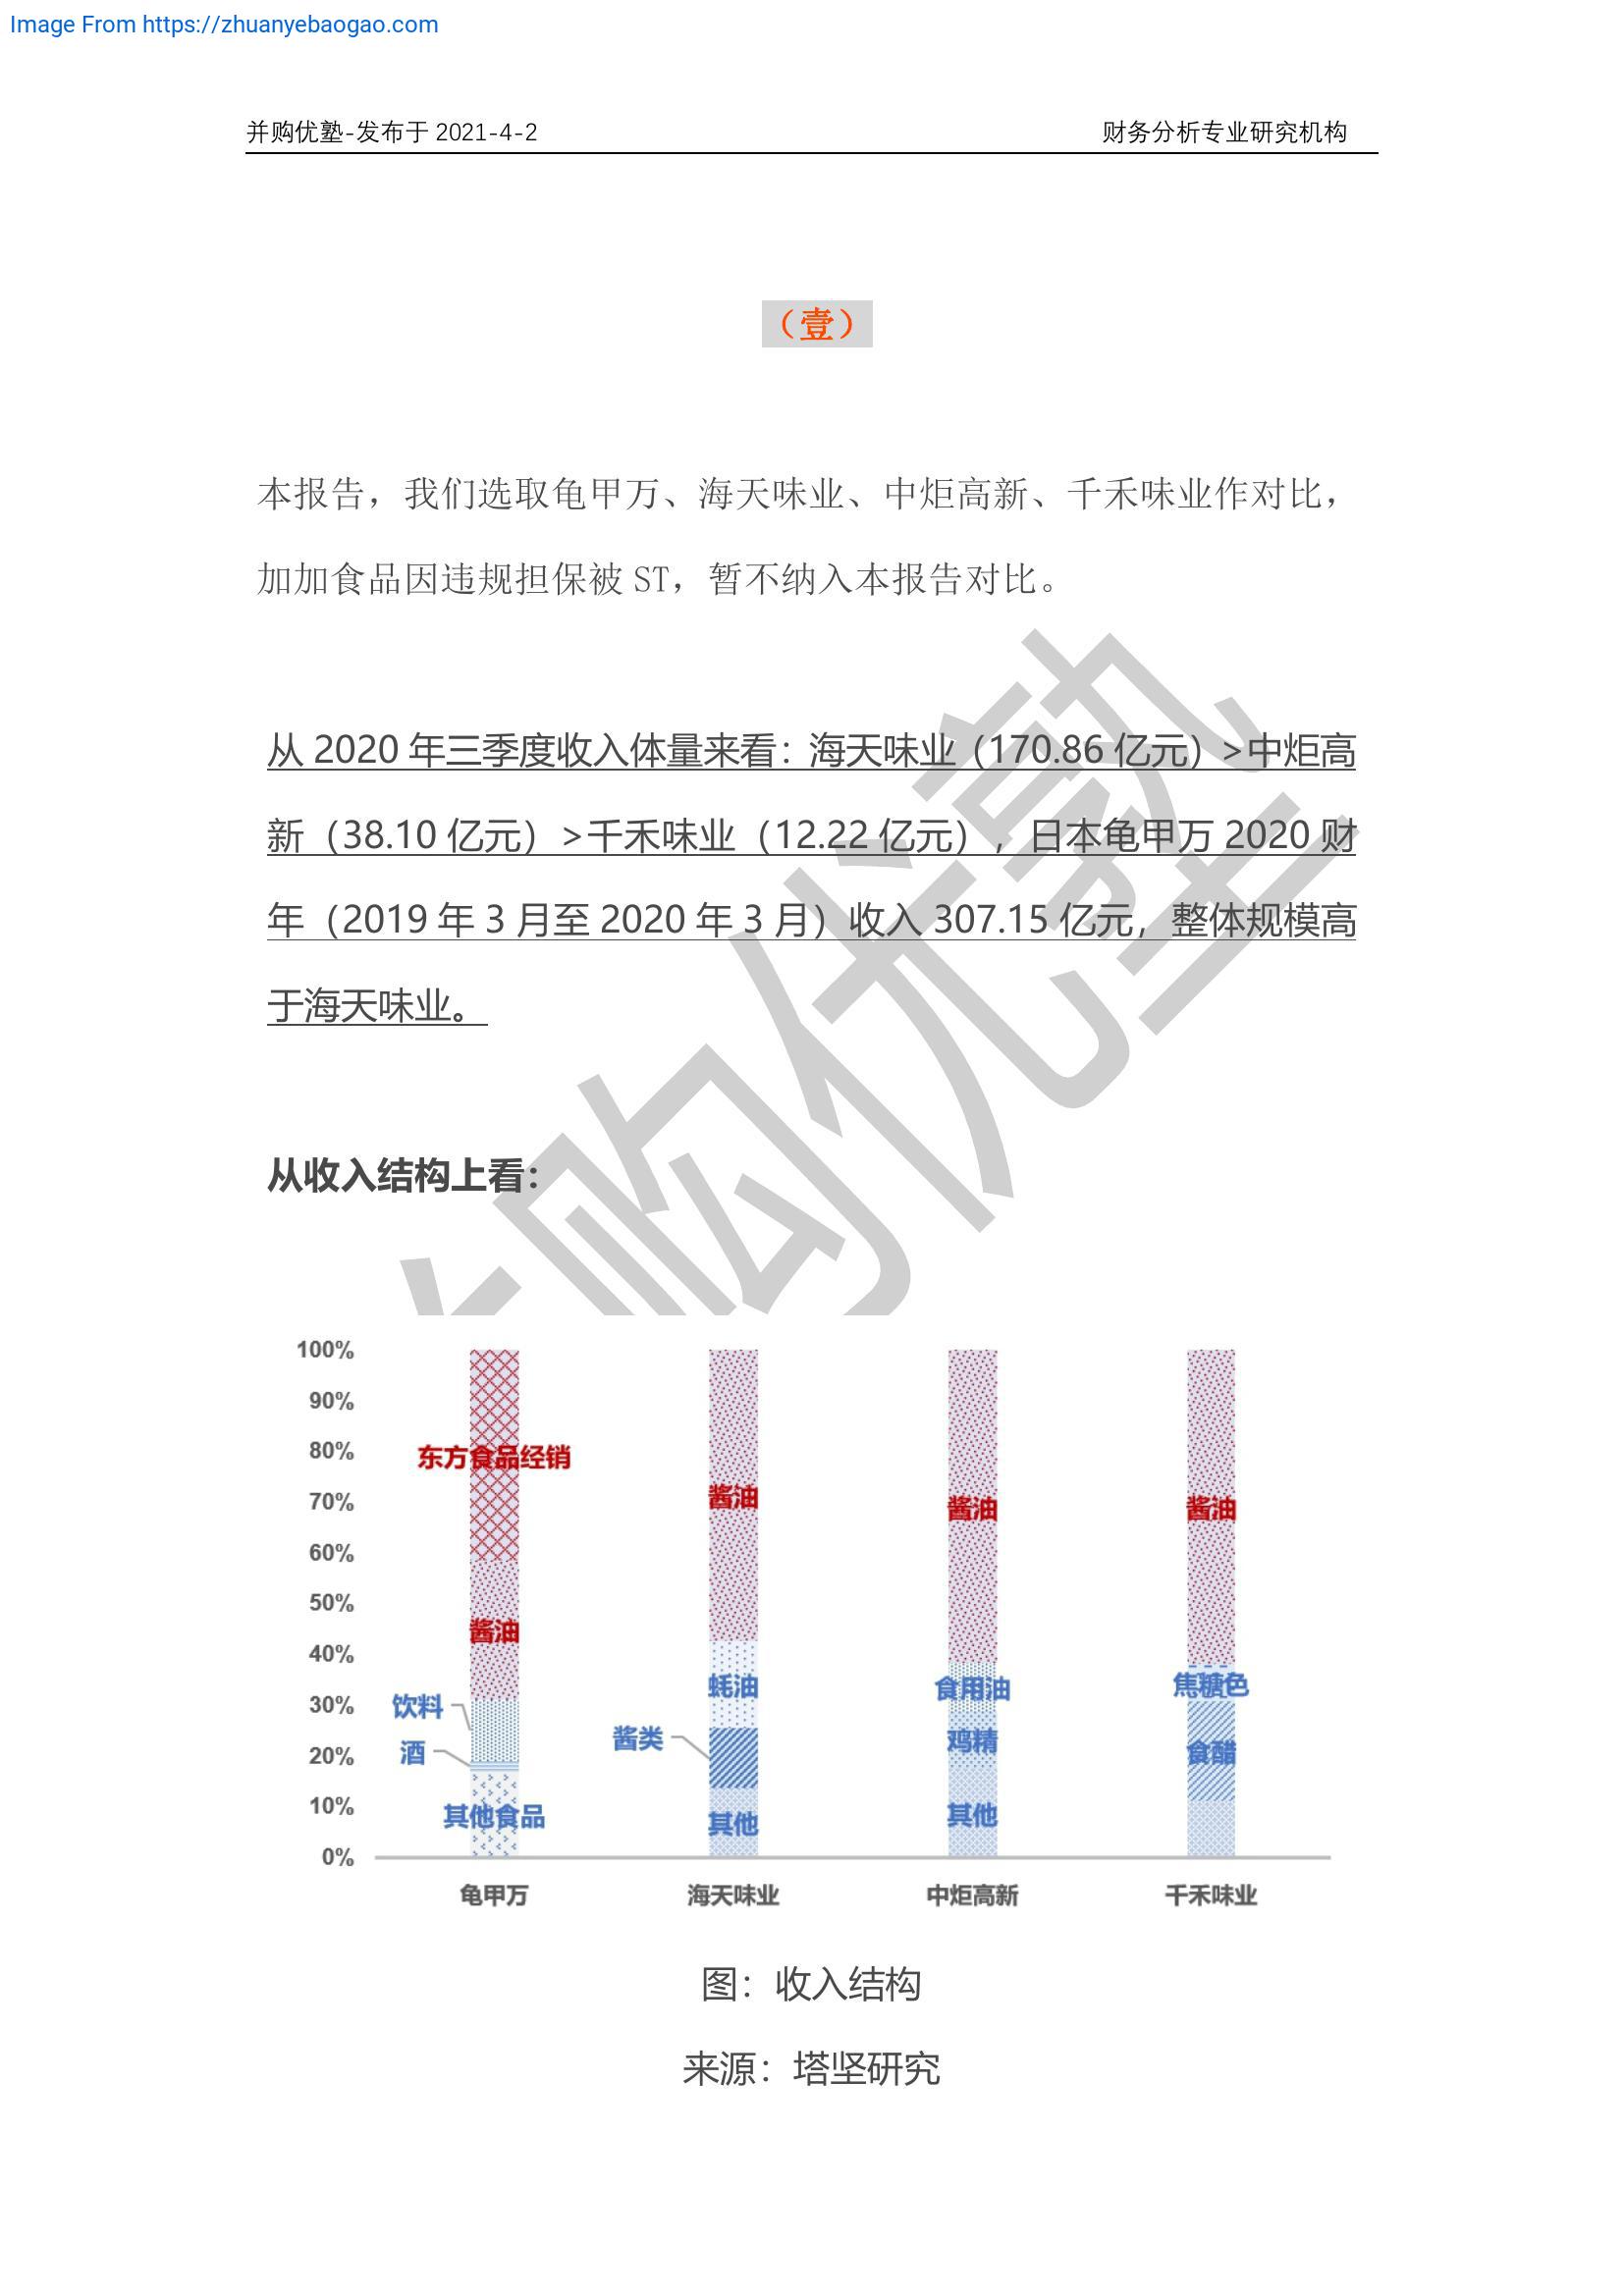 Image From https://zhuanyebaogao.com
并购优塾-发布于 2021-4-2
财务分析专业研究机构
（壹）
本报告，我们选取龟甲万、海天味业、中炬高新、千禾味业作对比，
加加食品因违规担保被 ST，暂不纳入本报告对比。
从 2020 年三季度收入体量来看：海天味业（170.86 亿元）>中炬高
新（38.10 亿元）>千禾味业（12.22 亿元），日本龟甲万 2020 财
年（2019 年 3 月至 2020 年 3 月）收入 307.15 亿元，整体规模高
于海天味业。
从收入结构上看：
购优塾
100%
90%
80%
70%
60%
50%
40%
30%
20%
10%
0%
东方食品经销
酱油
饮料
酒
其他食品
酱油
蚝油
酱类
其他
酱油
食用油
鸡精
其他
酱油
焦糖色
食醋
龟甲万
海天味业
中炬高新
千禾味业
图：收入结构
来源：塔坚研究